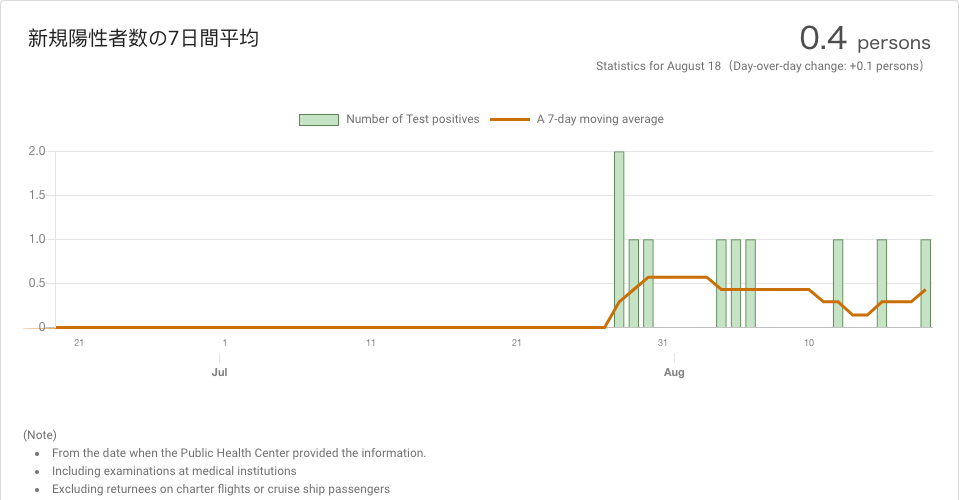 新規陽性者数の7日間平均
0.4 persons
Statistics for August 18（Day-over-day change: +0.1 persons）
Number of Test positives
A 7-day moving average
2.0
1.5
1.0
0.5
0
21 1 11 21 31 10
Jul Aug
(Note)
• From the date when the Public Health Center provided the information.
• Including examinations at medical institutions
• Excluding returnees on charter flights or cruise ship passengers